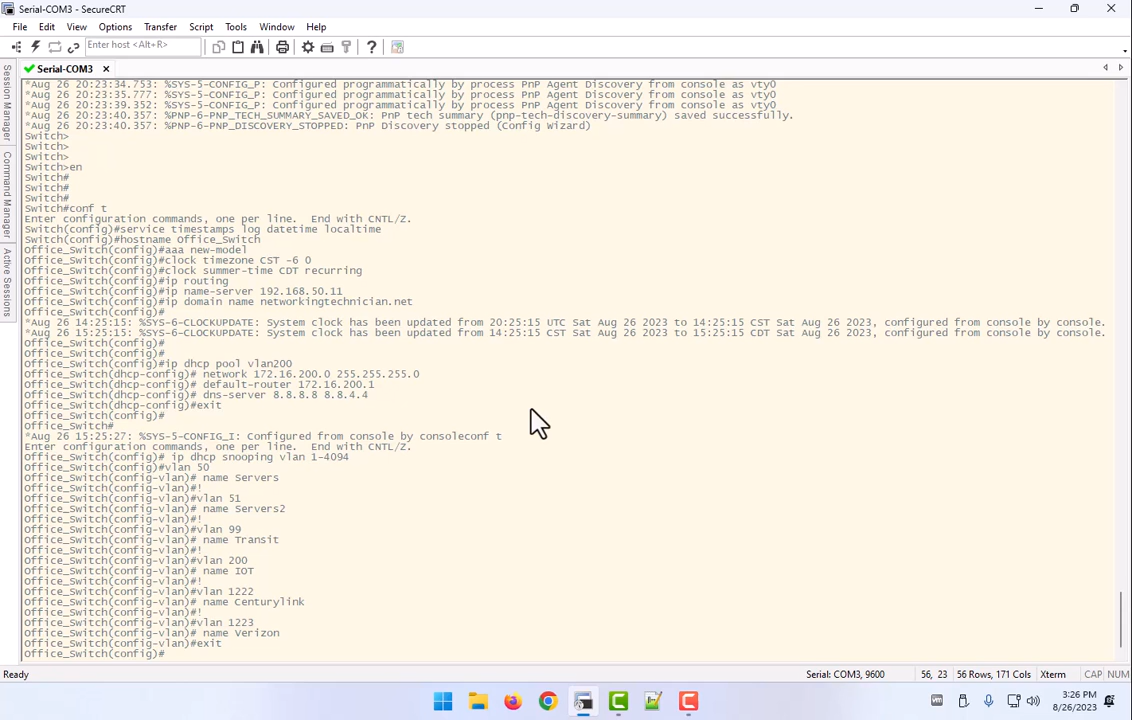 Serial-COM3 - SecureCRT
File Edit View Options Transfer Script Tools Window Help
Enter host <Alt+R>
Serial-COM3
Session Manager
Command Manager
Active Sessions
*Aug 26 20:23:34.753: %SYS-5-CONFIG_P: Configured programmatically by process PnP Agent Discovery from console as vty0
*Aug 26 20:23:35.777: %SYS-5-CONFIG_P: Configured programmatically by process PnP Agent Discovery from console as vty0
*Aug 26 20:23:39.352: %SYS-5-CONFIG_P: Configured programmatically by process PnP Agent Discovery from console as vty0
*Aug 26 20:23:40.357: %PNP-6-PNP_TECH_SUMMARY_SAVED_OK: PnP tech summary (pnp-tech-discovery-summary) saved successfully.
*Aug 26 20:23:40.357: %PNP-6-PNP_DISCOVERY_STOPPED: PnP Discovery stopped (Config Wizard)
Switch>
Switch>
Switch>
Switch>en
Switch#
Switch#
Switch#
Switch#conf t
Enter configuration commands, one per line.  End with CNTL/Z.
Switch(config)#service timestamps log datetime localtime
Switch(config)#hostname Office_Switch
Office_Switch(config)#aaa new-model
Office_Switch(config)#clock timezone CST -6 0
Office_Switch(config)#clock summer-time CDT recurring
Office_Switch(config)#ip routing
Office_Switch(config)#ip name-server 192.168.50.11
Office_Switch(config)#ip domain name networkingtechnician.net
Office_Switch(config)#
*Aug 26 14:25:15: %SYS-6-CLOCKUPDATE: System clock has been updated from 20:25:15 UTC Sat Aug 26 2023 to 14:25:15 CST Sat Aug 26 2023, configured from console by console.
*Aug 26 15:25:15: %SYS-6-CLOCKUPDATE: System clock has been updated from 14:25:15 CST Sat Aug 26 2023 to 15:25:15 CDT Sat Aug 26 2023, configured from console by console.
Office_Switch(config)#
Office_Switch(config)#
Office_Switch(config)#ip dhcp pool vlan200
Office_Switch(dhcp-config)# network 172.16.200.0 255.255.255.0
Office_Switch(dhcp-config)# default-router 172.16.200.1
Office_Switch(dhcp-config)# dns-server 8.8.8.8 8.8.4.4
Office_Switch(dhcp-config)#exit
Office_Switch(config)#
Office_Switch#
*Aug 26 15:25:27: %SYS-5-CONFIG_I: Configured from console by consoleconf t
Enter configuration commands, one per line.  End with CNTL/Z.
Office_Switch(config)# ip dhcp snooping vlan 1-4094
Office_Switch(config)#vlan 50
Office_Switch(config-vlan)# name Servers
Office_Switch(config-vlan)#!
Office_Switch(config-vlan)#vlan 51
Office_Switch(config-vlan)# name Servers2
Office_Switch(config-vlan)#!
Office_Switch(config-vlan)#vlan 99
Office_Switch(config-vlan)# name Transit
Office_Switch(config-vlan)#!
Office_Switch(config-vlan)#vlan 200
Office_Switch(config-vlan)# name IOT
Office_Switch(config-vlan)#!
Office_Switch(config-vlan)#vlan 1222
Office_Switch(config-vlan)# name Centurylink
Office_Switch(config-vlan)#!
Office_Switch(config-vlan)#vlan 1223
Office_Switch(config-vlan)# name Verizon
Office_Switch(config-vlan)#exit
Office_Switch(config)#
Ready Serial: COM3, 9600 56, 23 56 Rows, 171 Cols Xterm CAP NUM
3:26 PM
8/26/2023